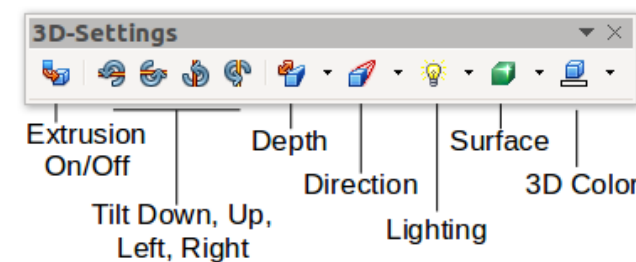 3D-Settings
Extrusion
On/Off
Depth
Surface
Direction
3D Color
Tilt Down, Up,
Left, Right
Lighting